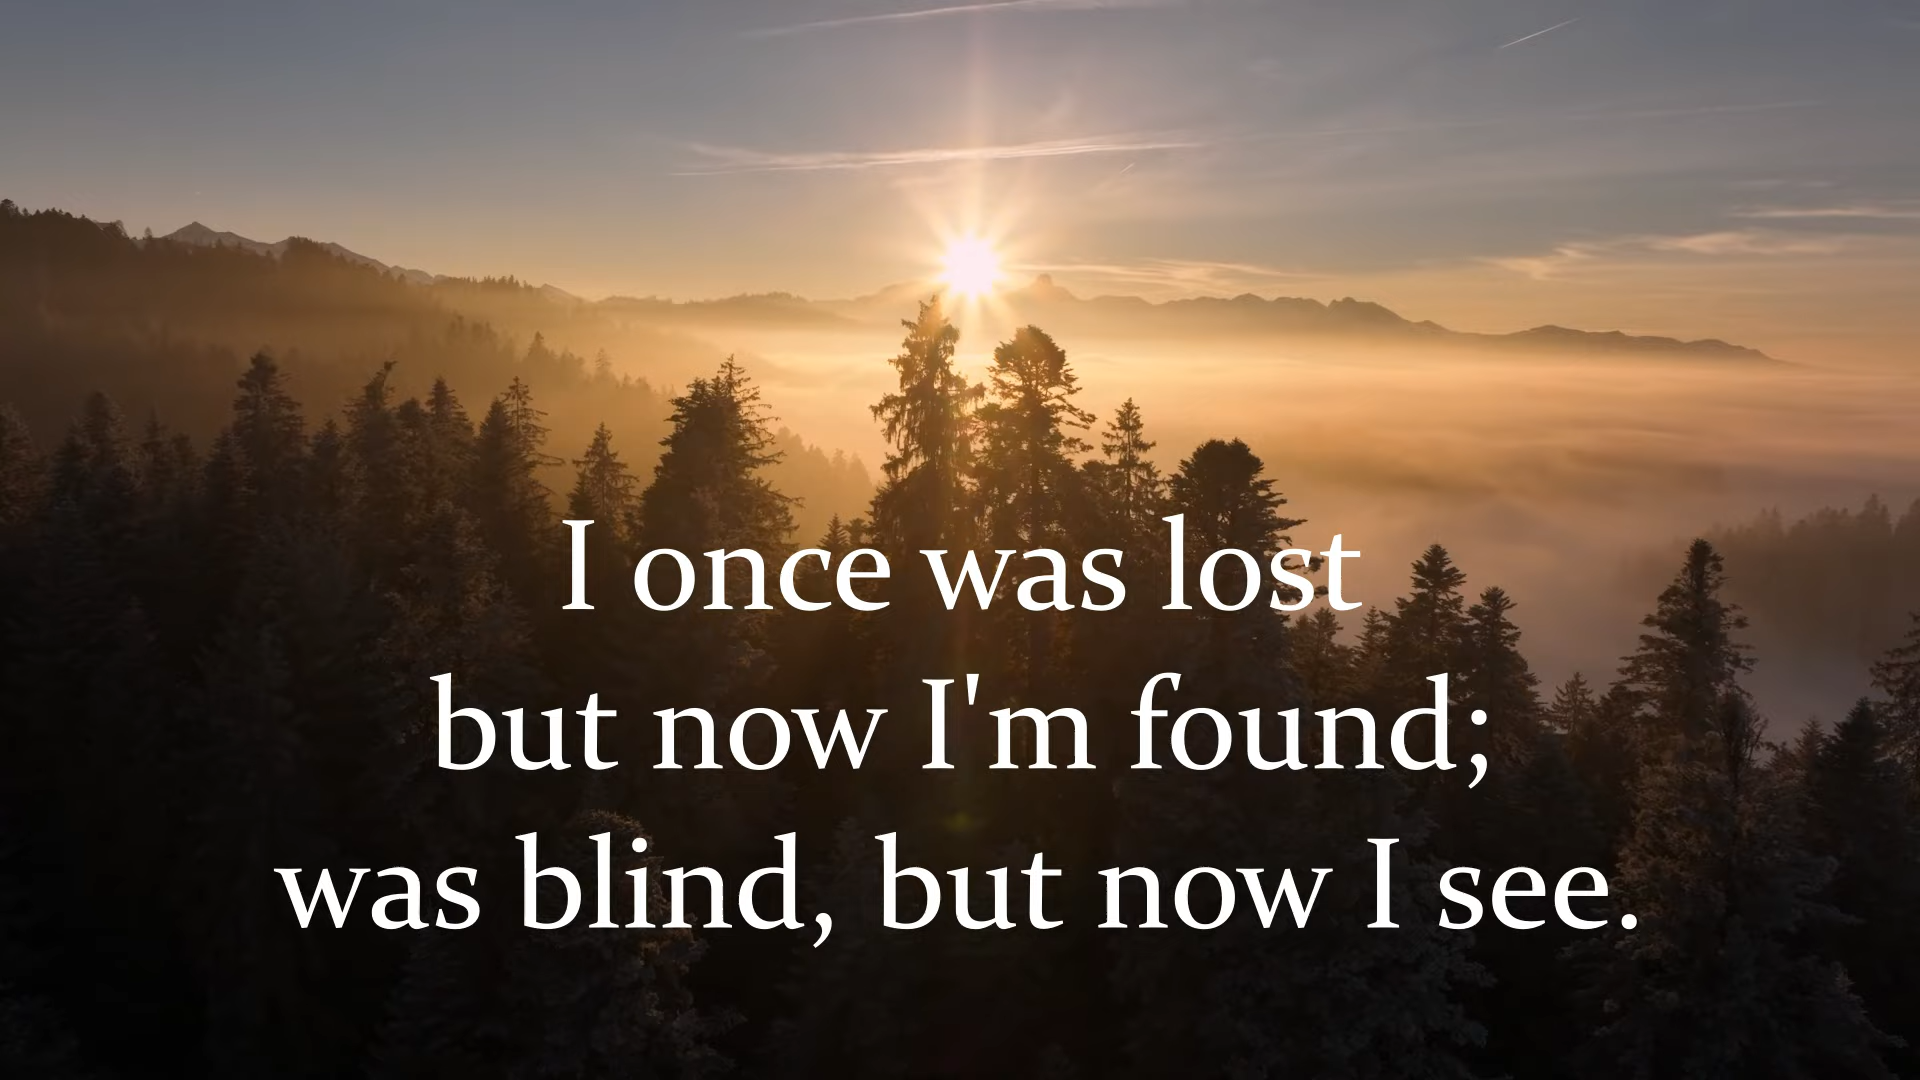 I once was lost
but now I'm found;
was blind, but now I see.